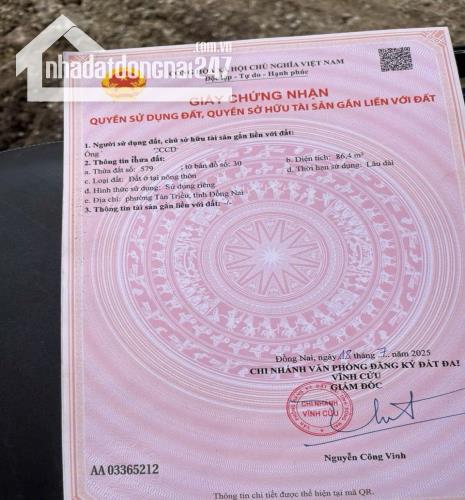 nhadatdongnai247
.com.vn
CỘNG HÒA XÃ HỘI CHỦ NGHĨA VIỆT NAM
Độc lập - Tự do - Hạnh phúc
GIẤY CHỨNG NHẬN
QUYỀN SỬ DỤNG ĐẤT, QUYỀN SỞ HỮU TÀI SẢN GẮN LIỀN VỚI ĐẤT
1. Người sử dụng đất, chủ sở hữu tài sản gắn liền với đất:
Ông CCCD
2. Thông tin thửa đất:
a. Thửa đất số: 579 ; tờ bản đồ số: 30 b. Diện tích: 86,4 m²
c. Loại đất: Đất ở tại nông thôn d. Thời hạn sử dụng: Lâu dài
đ. Hình thức sử dụng: Sử dụng riêng
e. Địa chỉ: phường Tân Triều, tỉnh Đồng Nai
3. Thông tin tài sản gắn liền với đất: -/-
Đồng Nai, ngày 18 tháng 7 năm 2025
CHI NHÁNH VĂN PHÒNG ĐĂNG KÝ ĐẤT ĐAI
VĨNH CỬU
GIÁM ĐỐC
CHI NHÁNH
VĨNH CỬU
Nguyễn Công Vinh
AA 03365212
Thông tin chi tiết được thể hiện tại mã QR.